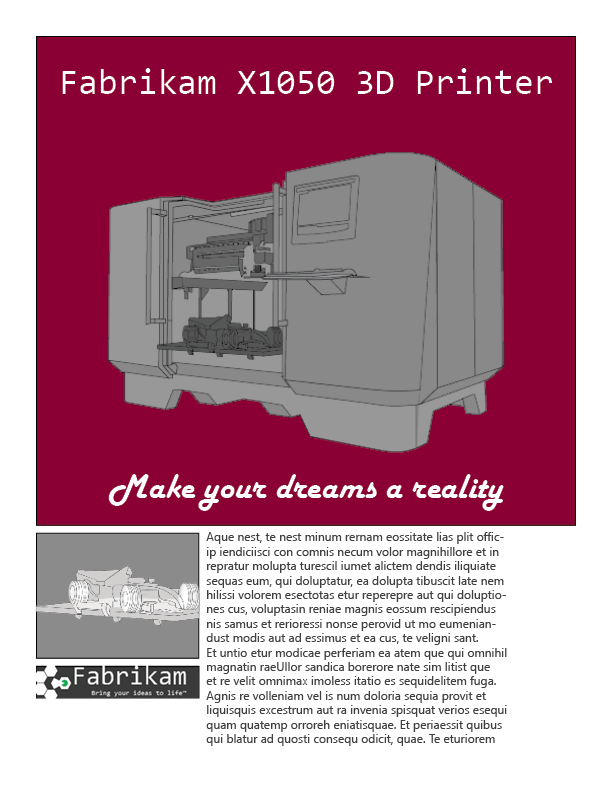 Fabrikam X1050 3D Printer
Make your dreams a reality
Aque nest, te nest minum rernam eossitate lias plit offic-
ip iendiciisci con comnis necum volor magnihillore et in
repratur molupta turescil iumet alictem dendis iliquiate
sequas eum, qui doluptatur, ea dolupta tibuscit late nem
hilissi volorem esectotas etur reperepre aut qui doluptio-
nes cus, voluptasin reniae magnis eossum rescipiendus
nis samus et rerioressi nonse perovid ut mo eumenian-
dust modis aut ad essimus et ea cus, te veligni sant.
Et untio etur modicae perferiam ea atem que qui omnihil
magnatin raeUllor sandica borerore nate sim litist que
et re velit omnimax imoless itatio es sequidelitem fuga.
Agnis re volleniam vel is num doloria sequia provit et
liquisquis excestrum aut ra invenia spisquat verios esequi
quam quatemp orroreh eniatisquae. Et periaessit quibus
qui blatur ad quosti consequ odicit, quae. Te eturiorem
Fabrikam
Bring your ideas to life™